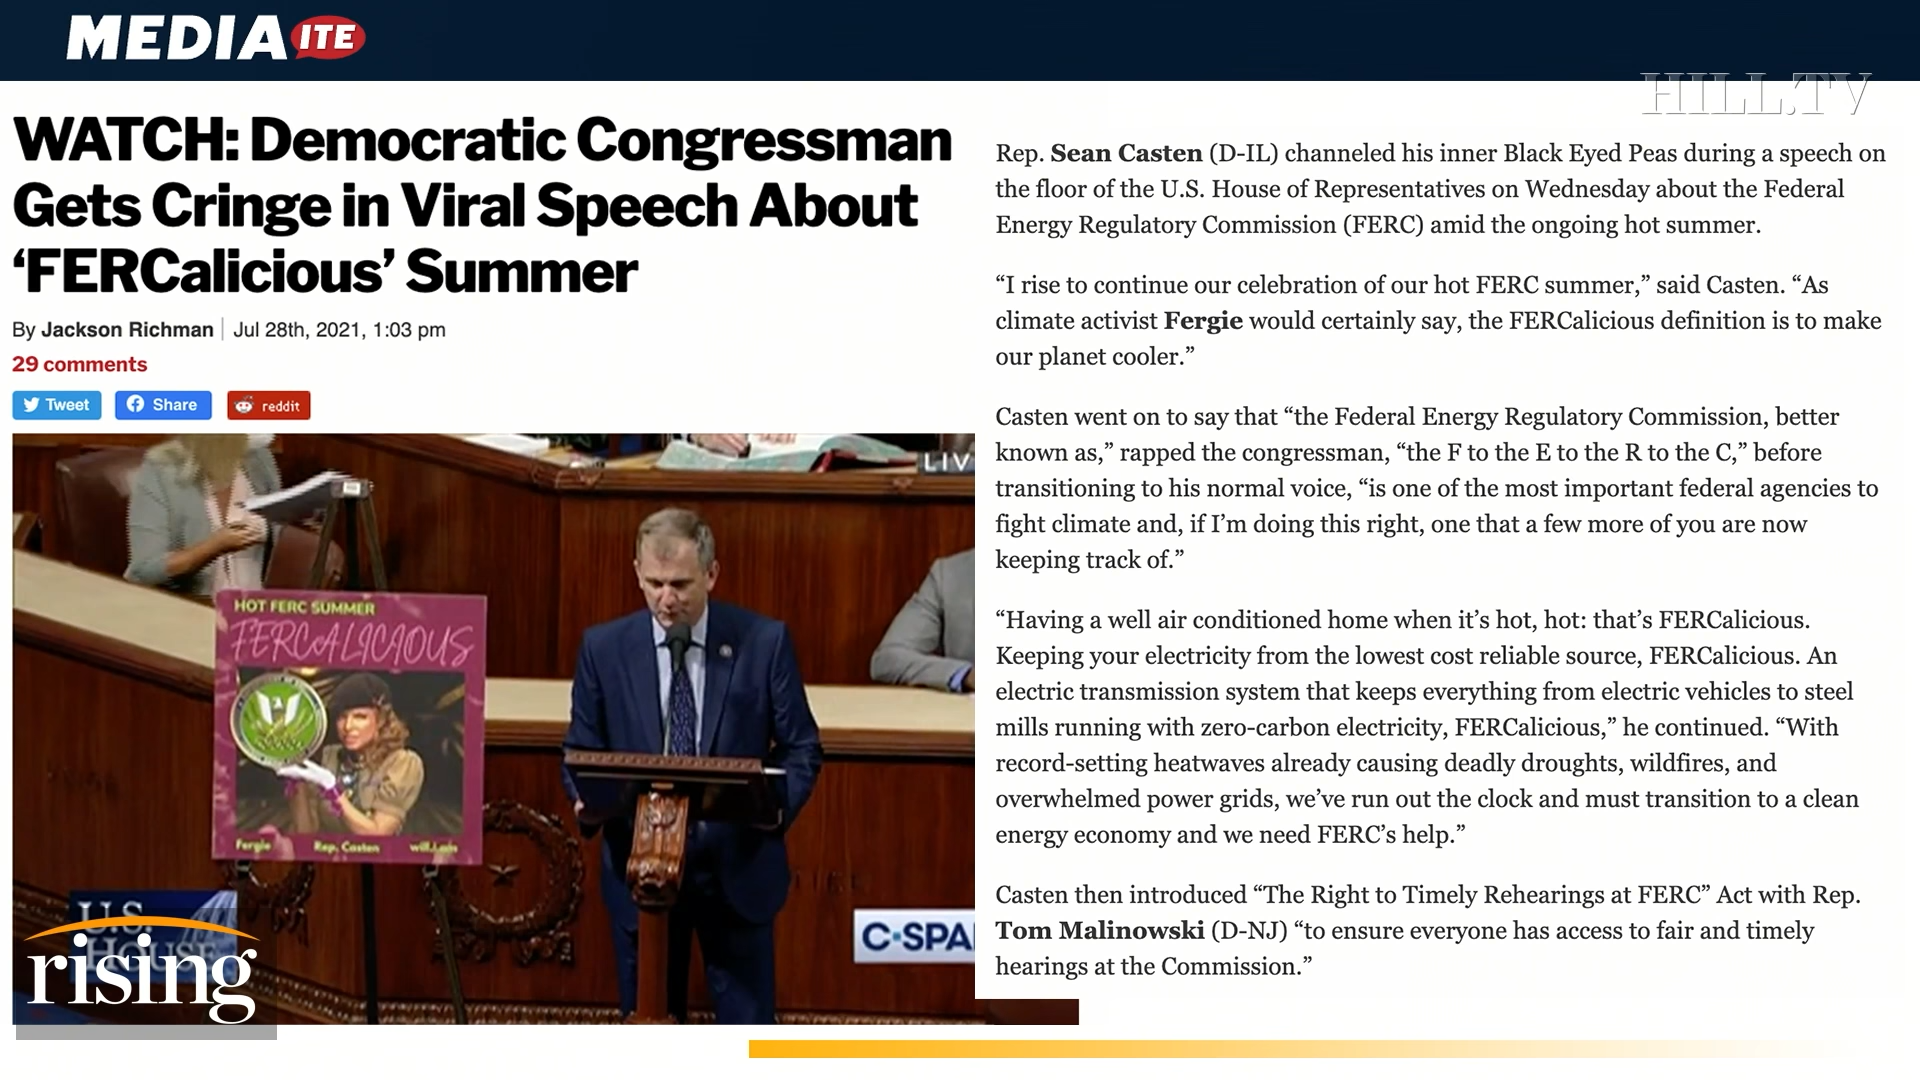 MEDIAITE
HILL.TV
WATCH: Democratic Congressman
Gets Cringe in Viral Speech About
‘FERCalicious’ Summer
By Jackson Richman | Jul 28th, 2021, 1:03 pm
29 comments
Tweet
Share
reddit
LIV
HOT FERC SUMMER
FERCALICIOUS
Fergie Rep. Casten will.i.am
U.S.
HOUSE
C-SPA
rising
Rep. Sean Casten (D-IL) channeled his inner Black Eyed Peas during a speech on
the floor of the U.S. House of Representatives on Wednesday about the Federal
Energy Regulatory Commission (FERC) amid the ongoing hot summer.
“I rise to continue our celebration of our hot FERC summer,” said Casten. “As
climate activist Fergie would certainly say, the FERCalicious definition is to make
our planet cooler.”
Casten went on to say that “the Federal Energy Regulatory Commission, better
known as,” rapped the congressman, “the F to the E to the R to the C,” before
transitioning to his normal voice, “is one of the most important federal agencies to
fight climate and, if I’m doing this right, one that a few more of you are now
keeping track of.”
“Having a well air conditioned home when it’s hot, hot: that’s FERCalicious.
Keeping your electricity from the lowest cost reliable source, FERCalicious. An
electric transmission system that keeps everything from electric vehicles to steel
mills running with zero-carbon electricity, FERCalicious,” he continued. “With
record-setting heatwaves already causing deadly droughts, wildfires, and
overwhelmed power grids, we’ve run out the clock and must transition to a clean
energy economy and we need FERC’s help.”
Casten then introduced “The Right to Timely Rehearings at FERC” Act with Rep.
Tom Malinowski (D-NJ) “to ensure everyone has access to fair and timely
hearings at the Commission.”